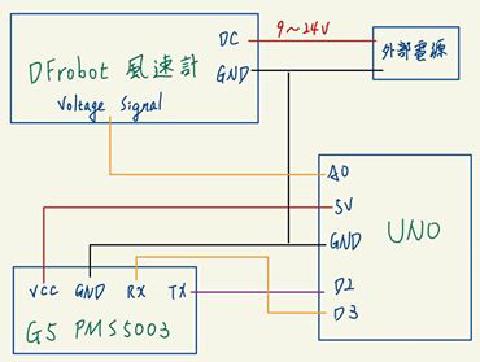 DC
9~24V
外部電源
DFrobot 風速計
GND
Voltage Signal
A0
5V
GND
UNO
VCC GND RX TX
D2
D3
G5 PMS5003